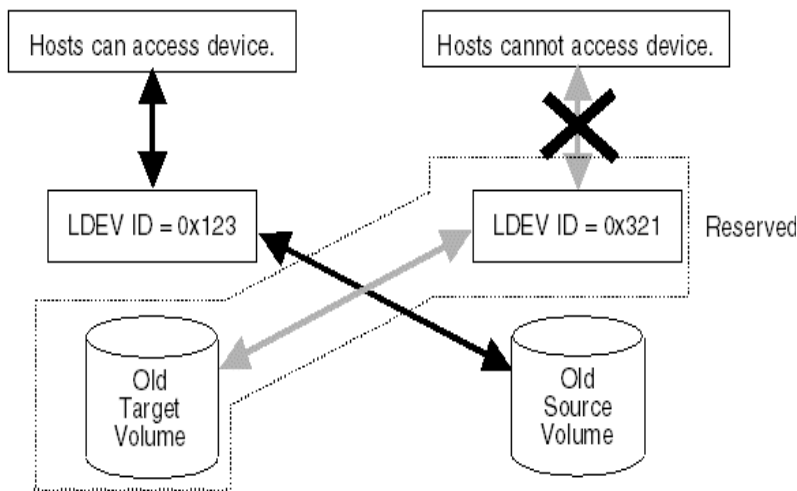 Hosts can access device.
Hosts cannot access device.
LDEV ID = 0x123
LDEV ID = 0x321
Reserved
Old
Target
Volume
Old
Source
Volume